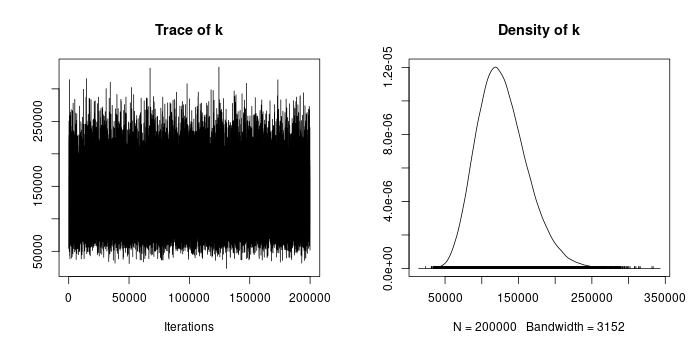 Trace of k
250000
150000
50000
0 50000 100000 150000 200000
Iterations
Density of k
1.2e-05
8.0e-06
4.0e-06
0.0e+00
50000 150000 250000 350000
N = 200000 Bandwidth = 3152